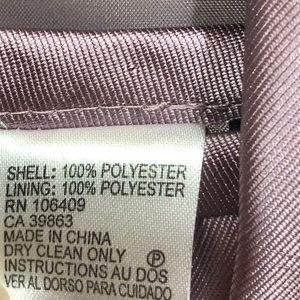 SHELL: 100% POLYESTER
LINING: 100% POLYESTER
RN 106409
CA 39863
MADE IN CHINA
DRY CLEAN ONLY P
INSTRUCTIONS AU DOS
VER AL DORSO PARA CUIDADO